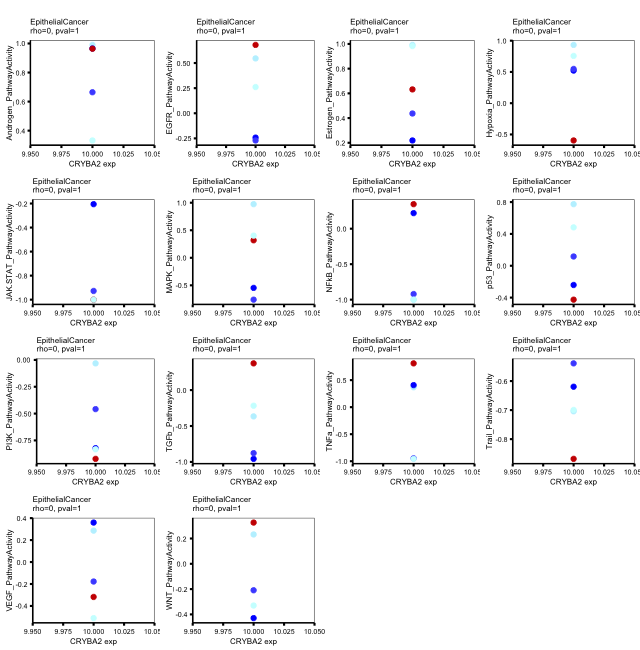 EpithelialCancer
rho=0, pval=1
Androgen_PathwayActivity
1.0
0.8
0.6
0.4
9.950 9.975 10.000 10.025 10.05
CRYBA2 exp
EpithelialCancer
rho=0, pval=1
EGFR_PathwayActivity
0.50
0.25
0.00
-0.25
9.950 9.975 10.000 10.025 10.05
CRYBA2 exp
EpithelialCancer
rho=0, pval=1
Estrogen_PathwayActivity
1.0
0.8
0.6
0.4
0.2
9.950 9.975 10.000 10.025 10.05
CRYBA2 exp
EpithelialCancer
rho=0, pval=1
Hypoxia_PathwayActivity
1.0
0.5
0.0
-0.5
9.950 9.975 10.000 10.025 10.05
CRYBA2 exp
EpithelialCancer
rho=0, pval=1
JAK.STAT_PathwayActivity
-0.2
-0.4
-0.6
-0.8
-1.0
9.950 9.975 10.000 10.025 10.05
CRYBA2 exp
EpithelialCancer
rho=0, pval=1
MAPK_PathwayActivity
1.0
0.5
0.0
-0.5
9.950 9.975 10.000 10.025 10.05
CRYBA2 exp
EpithelialCancer
rho=0, pval=1
NFkB_PathwayActivity
0.0
-0.5
-1.0
9.950 9.975 10.000 10.025 10.05
CRYBA2 exp
EpithelialCancer
rho=0, pval=1
p53_PathwayActivity
0.8
0.4
0.0
-0.4
9.950 9.975 10.000 10.025 10.05
CRYBA2 exp
EpithelialCancer
rho=0, pval=1
PI3K_PathwayActivity
0.00
-0.25
-0.50
-0.75
9.950 9.975 10.000 10.025 10.05
CRYBA2 exp
EpithelialCancer
rho=0, pval=1
TGFb_PathwayActivity
0.0
-0.5
-1.0
9.950 9.975 10.000 10.025 10.05
CRYBA2 exp
EpithelialCancer
rho=0, pval=1
TNFa_PathwayActivity
0.5
0.0
-0.5
-1.0
9.950 9.975 10.000 10.025 10.05
CRYBA2 exp
EpithelialCancer
rho=0, pval=1
Trail_PathwayActivity
-0.6
-0.7
-0.8
9.950 9.975 10.000 10.025 10.05
CRYBA2 exp
EpithelialCancer
rho=0, pval=1
VEGF_PathwayActivity
0.4
0.2
0.0
-0.2
-0.4
9.950 9.975 10.000 10.025 10.05
CRYBA2 exp
EpithelialCancer
rho=0, pval=1
WNT_PathwayActivity
0.2
0.0
-0.2
-0.4
9.950 9.975 10.000 10.025 10.050
CRYBA2 exp